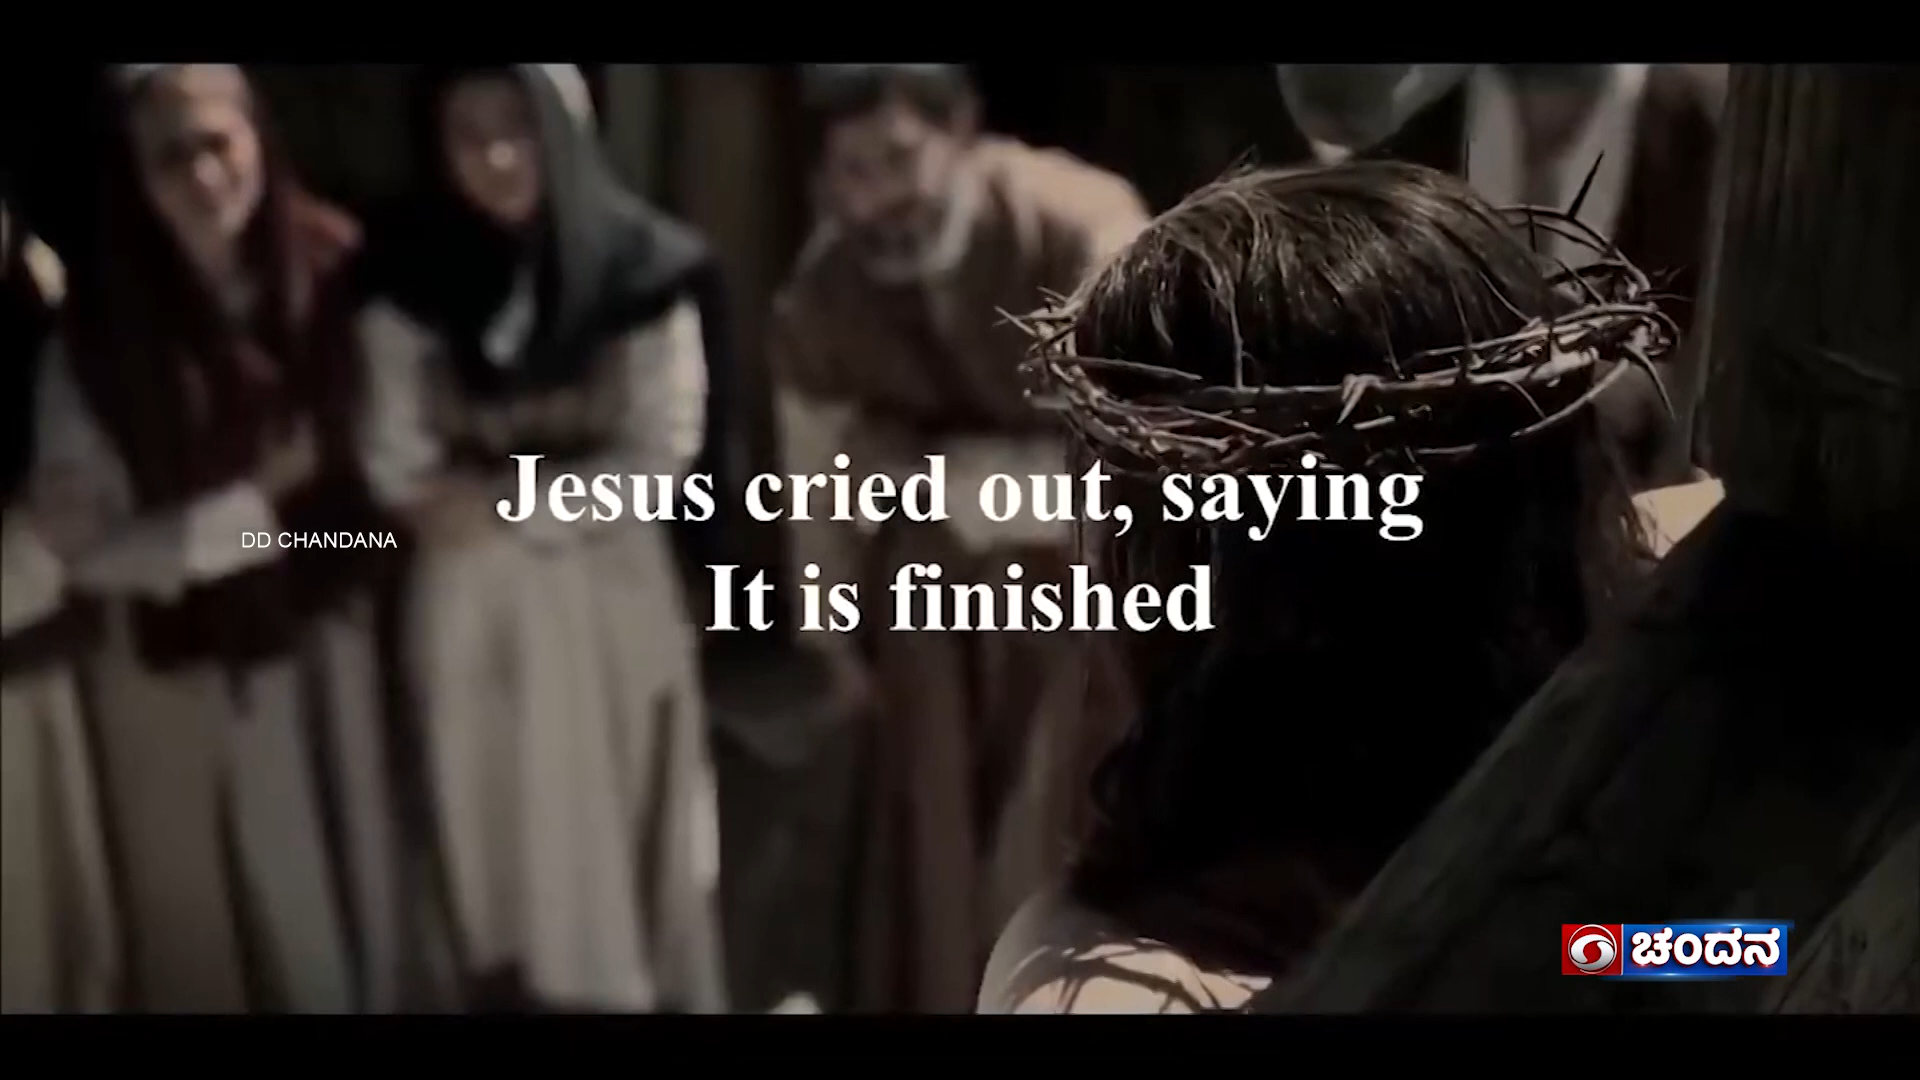 Jesus cried out, saying
DD CHANDANA
It is finished
ಚಂದನ